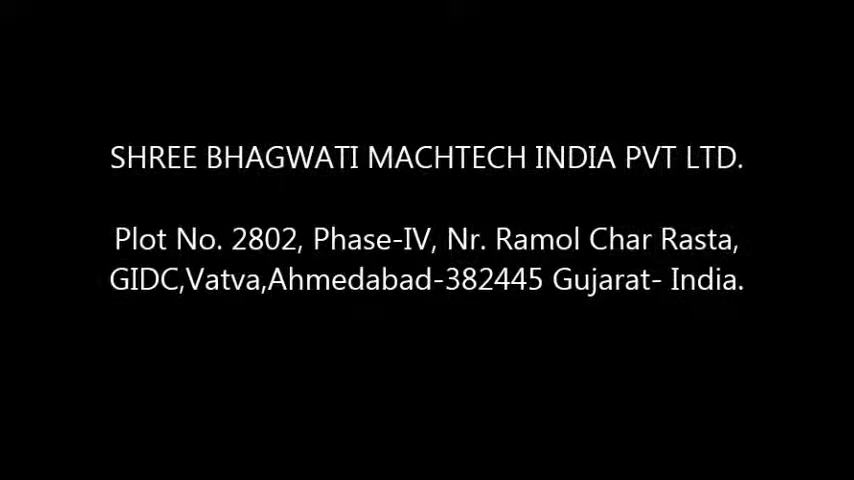 SHREE BHAGWATI MACHTECH INDIA PVT LTD.
Plot No. 2802, Phase-IV, Nr. Ramol Char Rasta,
GIDC,Vatva,Ahmedabad-382445 Gujarat- India.